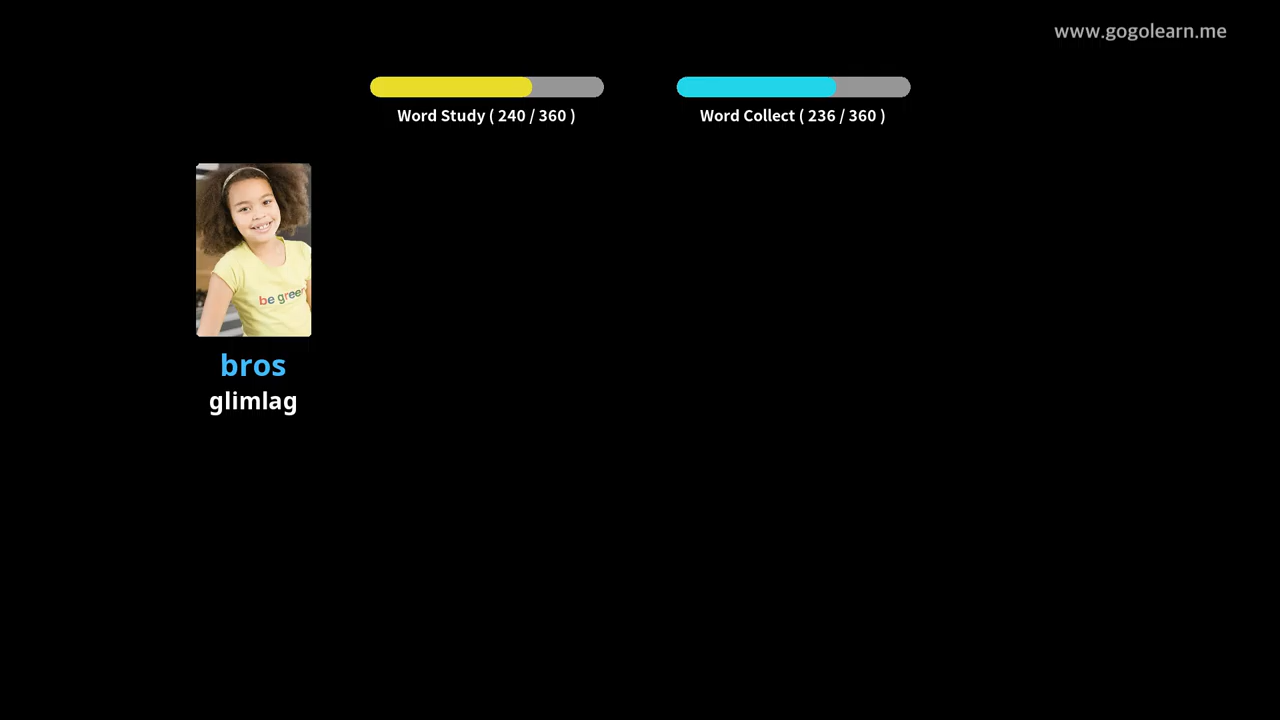 www.gogolearn.me
Word Study ( 240 / 360 )
Word Collect ( 236 / 360 )
be green
bros
glimlag